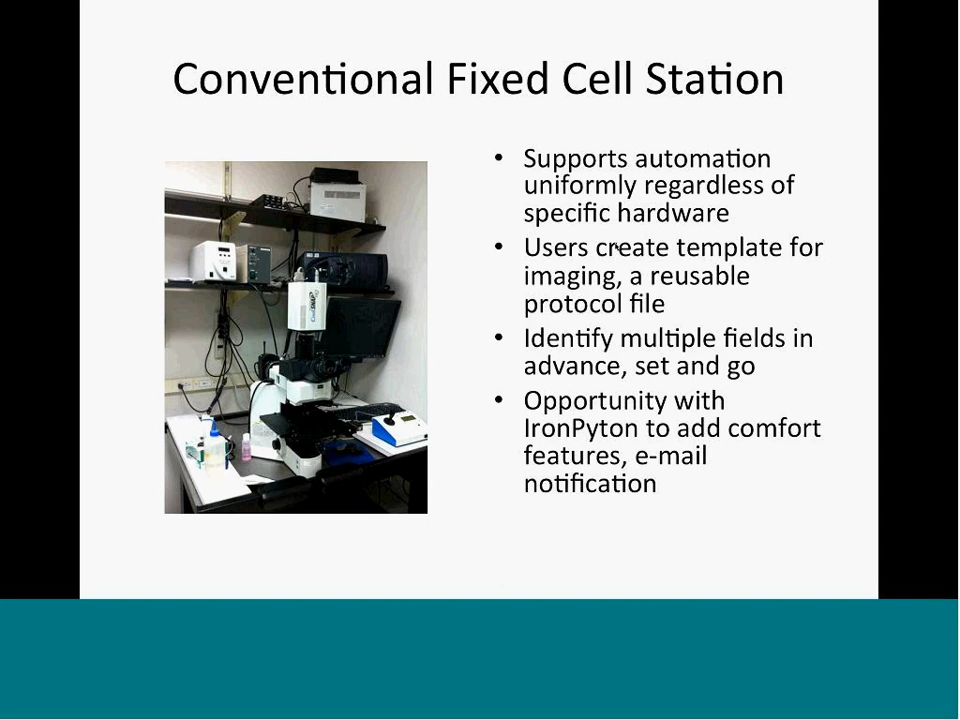 Conventional Fixed Cell Station
• Supports automation
uniformly regardless of
specific hardware
• Users create template for
imaging, a reusable
protocol file
• Identify multiple fields in
advance, set and go
• Opportunity with
IronPyton to add comfort
features, e-mail
notification
CoolSNAP